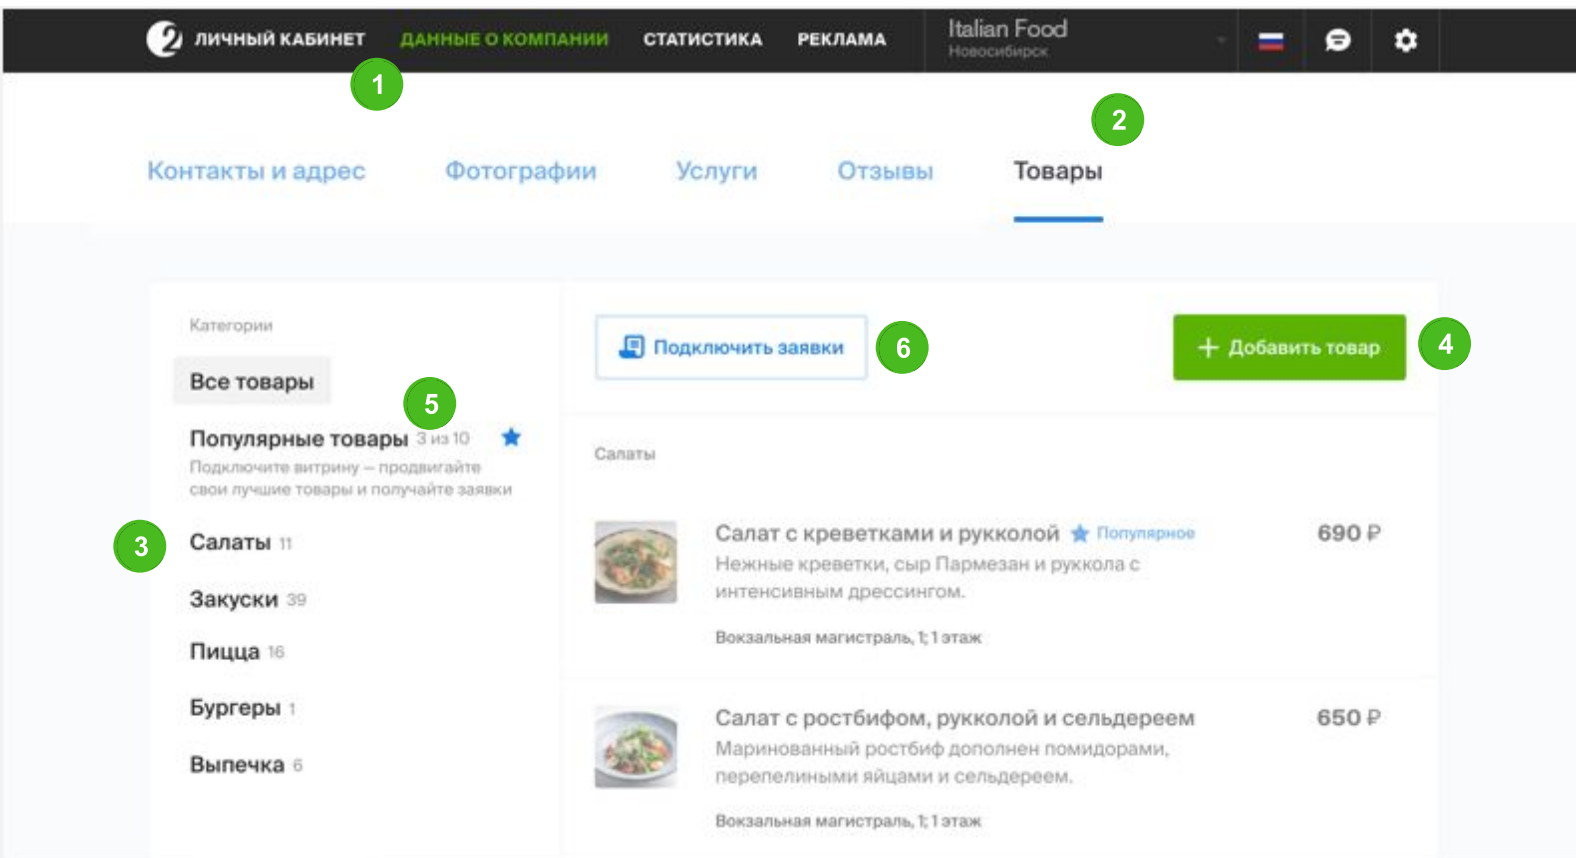 2 ЛИЧНЫЙ КАБИНЕТ ДАННЫЕ О КОМПАНИИ СТАТИСТИКА РЕКЛАМА Italian Food
Новосибирск
1
2
Контакты и адрес Фотографии Услуги Отзывы Товары
Категории
Подключить заявки 6 + Добавить товар 4
Все товары
5
Популярные товары 3 из 10
Подключите витрину – продвигайте
свои лучшие товары и получайте заявки
Салаты
3 Салаты 11
Закуски 39
Пицца 16
Бургеры 1
Выпечка 6
Салат с креветками и рукколой Популярное 690 ₽
Нежные креветки, сыр Пармезан и руккола с
интенсивным дрессингом.
Вокзальная магистраль, 1; 1 этаж
Салат с ростбифом, рукколой и сельдереем 650 ₽
Маринованный ростбиф дополнен помидорами,
перепелиными яйцами и сельдереем.
Вокзальная магистраль, 1; 1 этаж